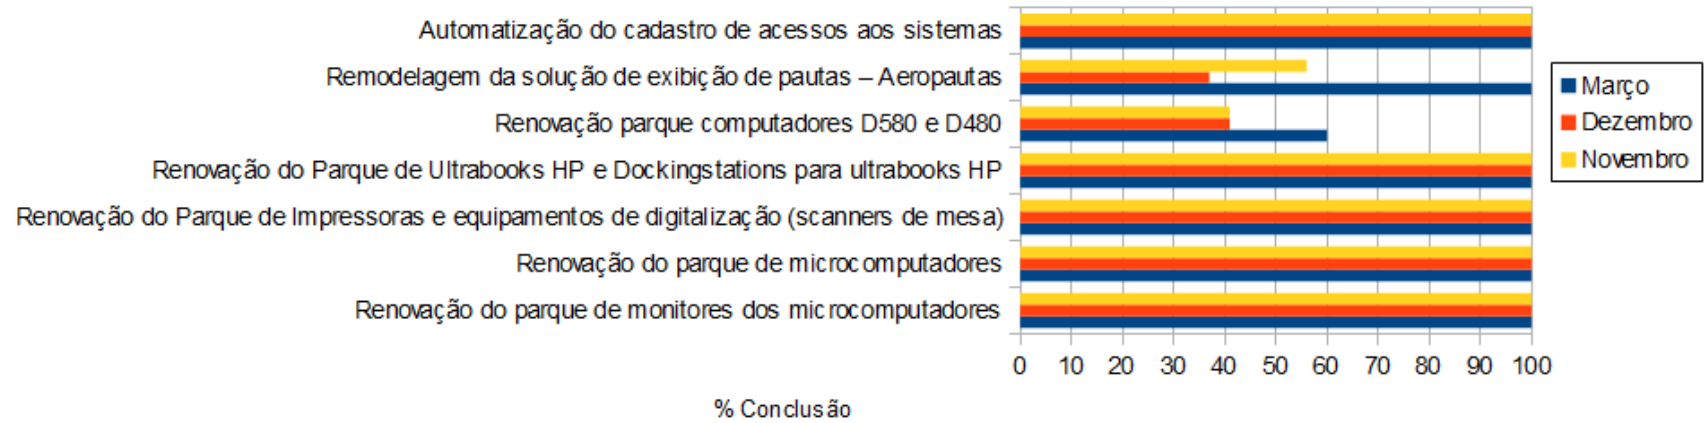 Automatização do cadastro de acessos aos sistemas
Remodelagem da solução de exibição de pautas – Aeropautas
Renovação parque computadores D580 e D480
Renovação do Parque de Ultrabooks HP e Dockingstations para ultrabooks HP
Renovação do Parque de Impressoras e equipamentos de digitalização (scanners de mesa)
Renovação do parque de microcomputadores
Renovação do parque de monitores dos microcomputadores
0 10 20 30 40 50 60 70 80 90 100
% Conclusão
Março
Dezembro
Novembro